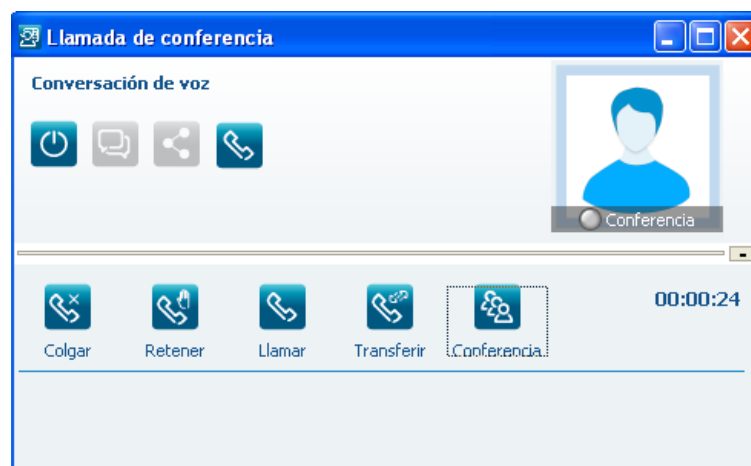 Llamada de conferencia
Conversación de voz
Conferencia
00:00:24
Colgar Retener Llamar Transferir Conferencia